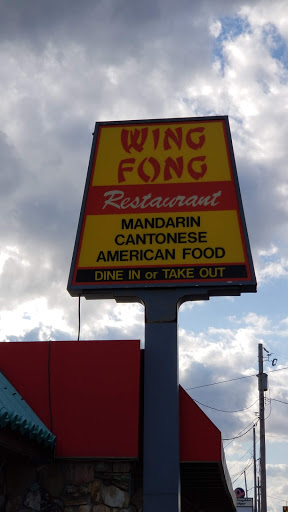 WING
FONG
Restaurant
MANDARIN
CANTONESE
AMERICAN FOOD
DINE IN or TAKE OUT